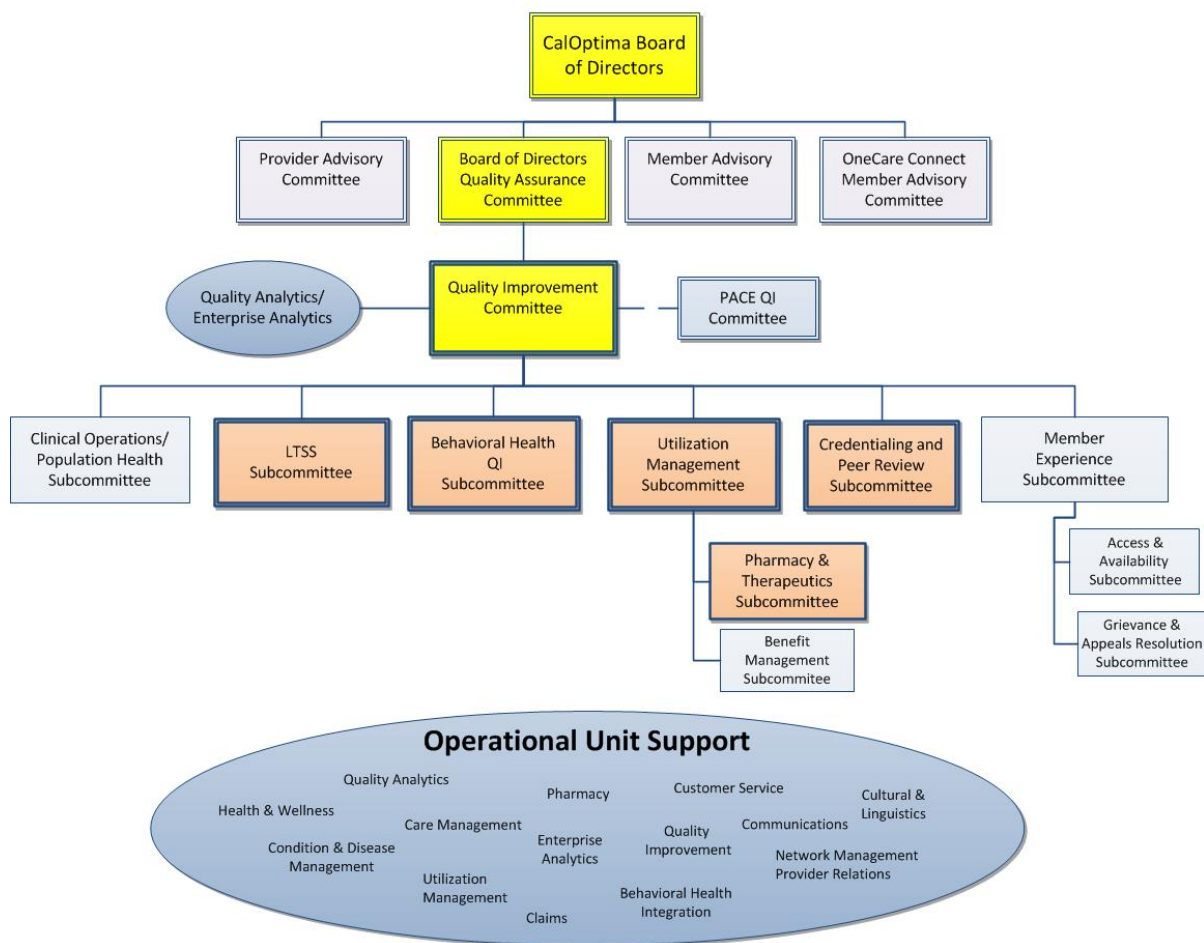 CalOptima Board
of Directors
Provider Advisory
Committee
Board of Directors
Quality Assurance
Committee
Member Advisory
Committee
OneCare Connect
Member Advisory
Committee
Quality Analytics/
Enterprise Analytics
Quality Improvement
Committee
PACE QI
Committee
Clinical Operations/
Population Health
Subcommittee
LTSS
Subcommittee
Behavioral Health
QI
Subcommittee
Utilization
Management
Subcommittee
Credentialing and
Peer Review
Subcommittee
Member
Experience
Subcommittee
Pharmacy &
Therapeutics
Subcommittee
Benefit
Management
Subcommitee
Access &
Availability
Subcommittee
Grievance &
Appeals Resolution
Subcommittee
Operational Unit Support
Quality Analytics
Pharmacy
Customer Service
Cultural &
Linguistics
Health & Wellness
Care Management
Enterprise
Analytics
Quality
Improvement
Communications
Condition & Disease
Management
Network Management
Provider Relations
Utilization
Management
Behavioral Health
Integration
Claims